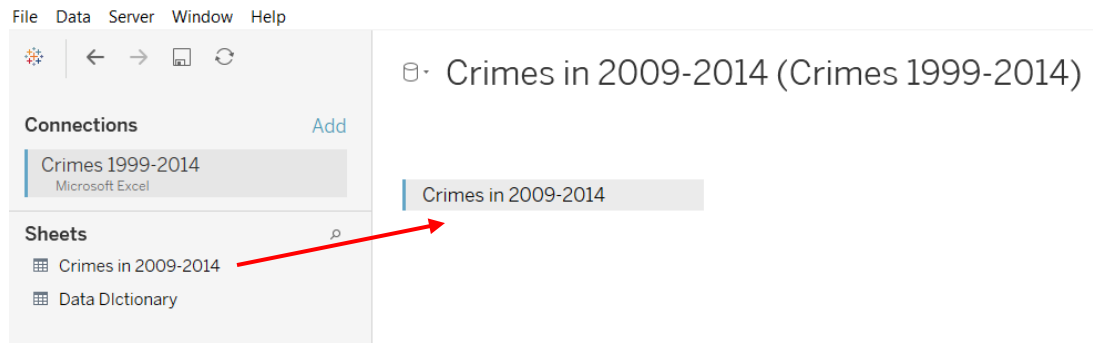 File Data Server Window Help
Crimes in 2009-2014 (Crimes 1999-2014)
Connections Add
Crimes 1999-2014
Microsoft Excel
Crimes in 2009-2014
Sheets
Crimes in 2009-2014
Data DIctionary